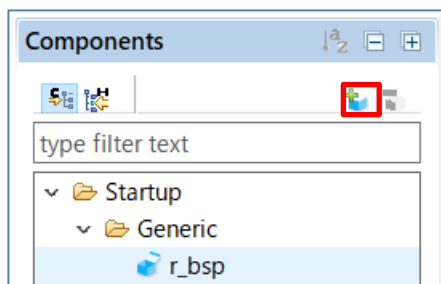 Components
type filter text
Startup
Generic
r_bsp